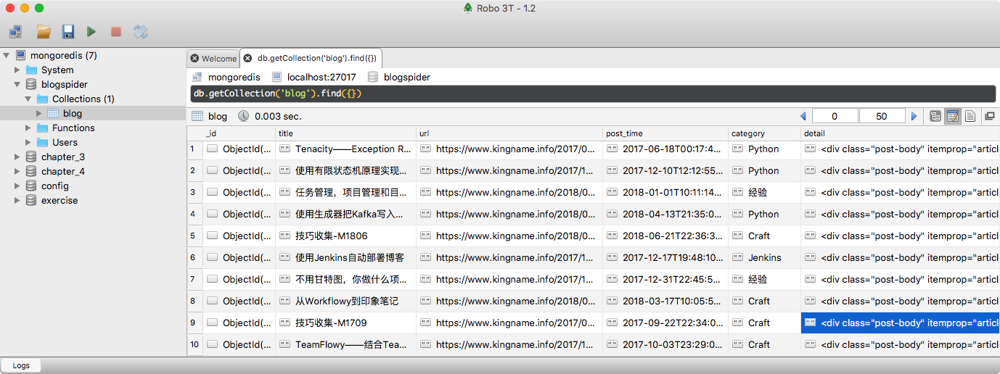 Robo 3T - 1.2
mongoredis (7)
System
blogspider
Collections (1)
blog
Functions
Users
chapter_3
chapter_4
config
exercise
Welcome db.getCollection('blog').find({})
mongoredis localhost:27017 blogspider
db.getCollection('blog').find({})
blog 0.003 sec. 0 50
_id title url post_time category detail
1 ObjectId(... Tenacity——Exception R... https://www.kingname.info/2017/0... 2017-06-18T00:17:4... Python <div class="post-body" itemprop="articl
2 ObjectId(... 使用有限状态机原理实现... https://www.kingname.info/2017/1... 2017-12-10T12:12:55... Python <div class="post-body" itemprop="articl
3 ObjectId(... 任务管理，项目管理和目... https://www.kingname.info/2018/0... 2018-01-01T10:11:14... 经验 <div class="post-body" itemprop="articl
4 ObjectId(... 使用生成器把Kafka写入... https://www.kingname.info/2018/0... 2018-04-13T21:35:0... Python <div class="post-body" itemprop="articl
5 ObjectId(... 技巧收集-M1806 https://www.kingname.info/2018/0... 2018-06-21T22:36:3... Craft <div class="post-body" itemprop="articl
6 ObjectId(... 使用Jenkins自动部署博客 https://www.kingname.info/2017/1... 2017-12-17T19:48:10... Jenkins <div class="post-body" itemprop="articl
7 ObjectId(... 不用甘特图，你做什么项... https://www.kingname.info/2017/1... 2017-12-31T22:45:5... 经验 <div class="post-body" itemprop="articl
8 ObjectId(... 从Workflowy到印象笔记 https://www.kingname.info/2018/0... 2018-03-17T10:05:5... Craft <div class="post-body" itemprop="articl
9 ObjectId(... 技巧收集-M1709 https://www.kingname.info/2017/0... 2017-09-22T22:34:0... Craft <div class="post-body" itemprop="articl
10 ObjectId(... TeamFlowy——结合Tea... https://www.kingname.info/2017/1... 2017-10-03T23:29:0... Craft <div class="post-body" itemprop="articl
Logs